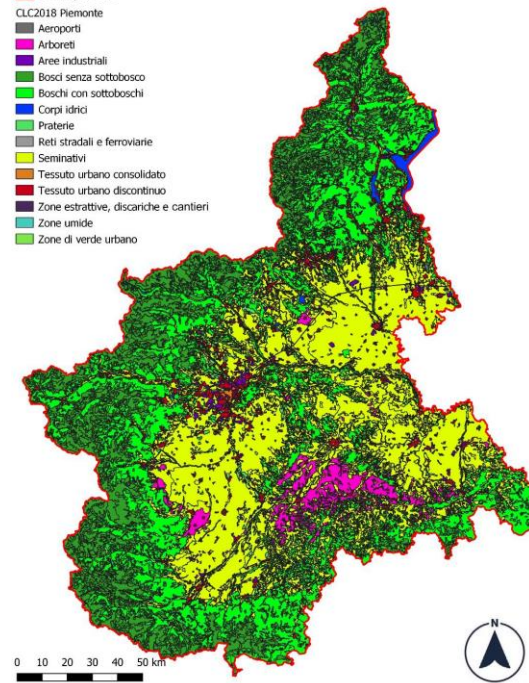 CLC2018 Piemonte
Aeroporti
Arboreti
Aree industriali
Bosci senza sottobosco
Boschi con sottoboschi
Corpi idrici
Praterie
Reti stradali e ferroviarie
Seminativi
Tessuto urbano consolidato
Tessuto urbano discontinuo
Zone estrattive, discariche e cantieri
Zone umide
Zone di verde urbano
N
0 10 20 30 40 50 km